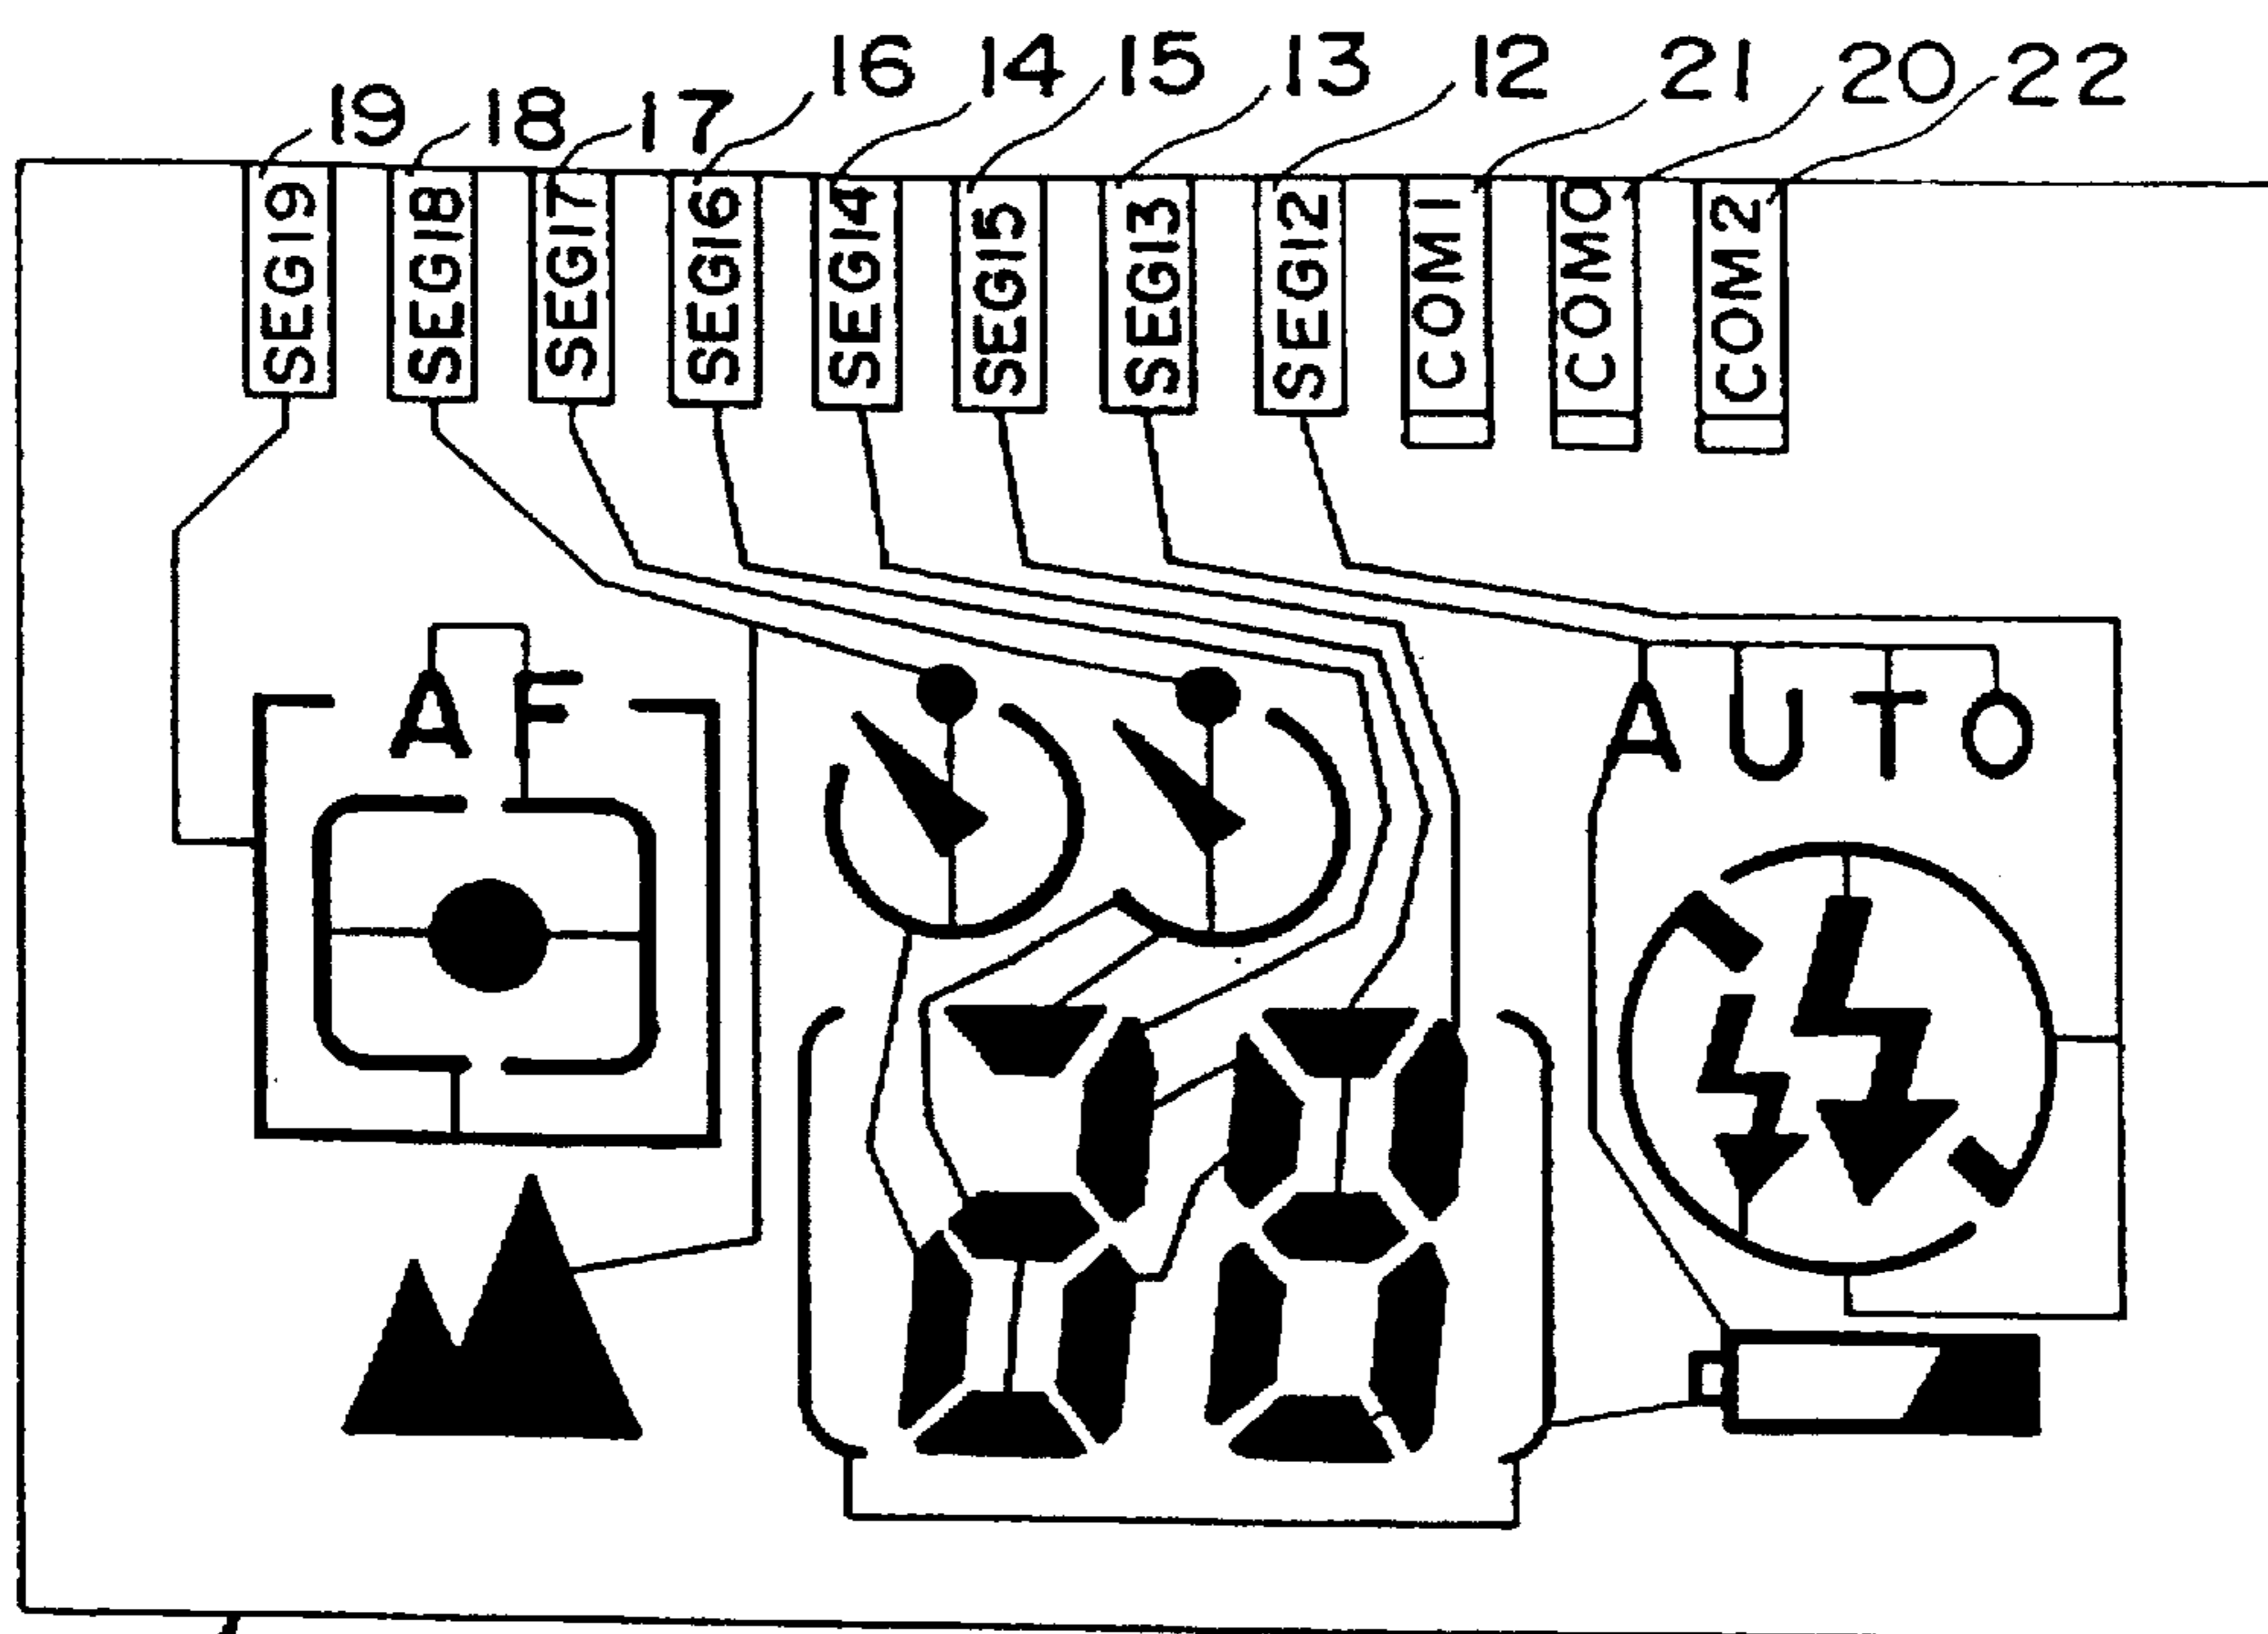 19 18 17 16 14 15 13 12 21 20 22
SEG19 SEG18 SEG17 SEG16 SEG14 SEG15 SEG13 SEG12 COM1 COM0 COM2
AF AUTO